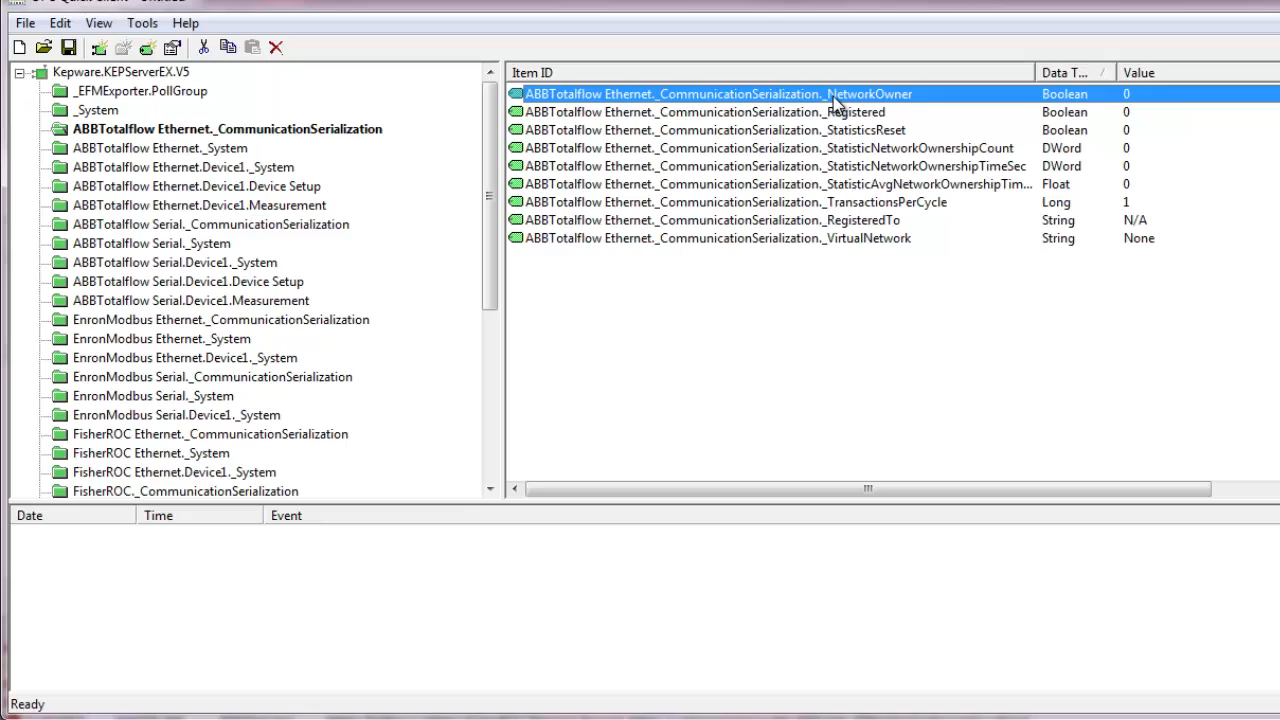 File Edit View Tools Help
Kepware.KEPServerEX.V5
_EFMExporter.PollGroup
_System
ABBTotalflow Ethernet._CommunicationSerialization
ABBTotalflow Ethernet._System
ABBTotalflow Ethernet.Device1._System
ABBTotalflow Ethernet.Device1.Device Setup
ABBTotalflow Ethernet.Device1.Measurement
ABBTotalflow Serial._CommunicationSerialization
ABBTotalflow Serial._System
ABBTotalflow Serial.Device1._System
ABBTotalflow Serial.Device1.Device Setup
ABBTotalflow Serial.Device1.Measurement
EnronModbus Ethernet._CommunicationSerialization
EnronModbus Ethernet._System
EnronModbus Ethernet.Device1._System
EnronModbus Serial._CommunicationSerialization
EnronModbus Serial._System
EnronModbus Serial.Device1._System
FisherROC Ethernet._CommunicationSerialization
FisherROC Ethernet._System
FisherROC Ethernet.Device1._System
FisherROC._CommunicationSerialization
Item ID Data T... Value
ABBTotalflow Ethernet._CommunicationSerialization._NetworkOwner Boolean 0
ABBTotalflow Ethernet._CommunicationSerialization._Registered Boolean 0
ABBTotalflow Ethernet._CommunicationSerialization._StatisticsReset Boolean 0
ABBTotalflow Ethernet._CommunicationSerialization._StatisticNetworkOwnershipCount DWord 0
ABBTotalflow Ethernet._CommunicationSerialization._StatisticNetworkOwnershipTimeSec DWord 0
ABBTotalflow Ethernet._CommunicationSerialization._StatisticAvgNetworkOwnershipTim... Float 0
ABBTotalflow Ethernet._CommunicationSerialization._TransactionsPerCycle Long 1
ABBTotalflow Ethernet._CommunicationSerialization._RegisteredTo String N/A
ABBTotalflow Ethernet._CommunicationSerialization._VirtualNetwork String None
Date Time Event
Ready